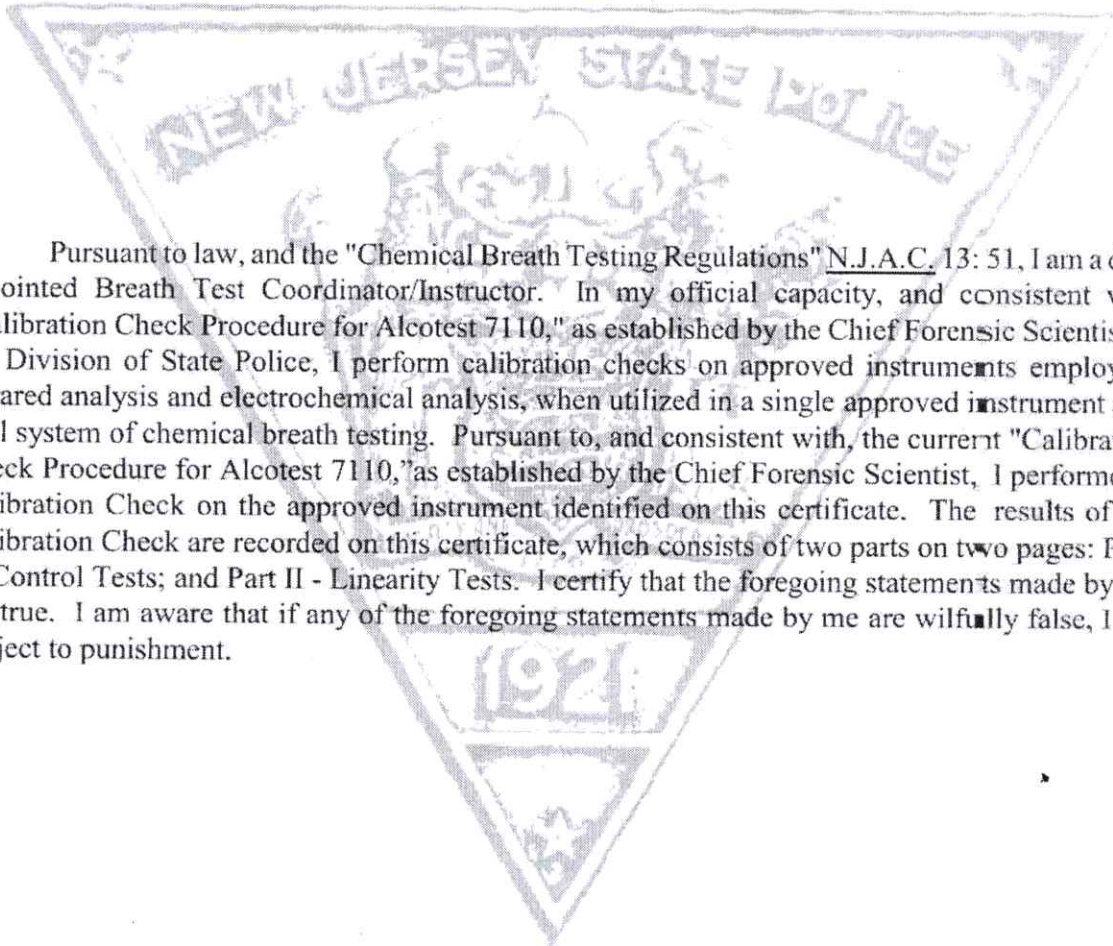 NEW JERSEY STATE POLICE
Pursuant to law, and the "Chemical Breath Testing Regulations" N.J.A.C. 13: 51, I am a
ointed Breath Test Coordinator/Instructor. In my official capacity, and consistent
libration Check Procedure for Alcotest 7110," as established by the Chief Forensic Scientis
Division of State Police, I perform calibration checks on approved instruments employ
ared analysis and electrochemical analysis, when utilized in a single approved instrument
l system of chemical breath testing. Pursuant to, and consistent with, the current "Calibra
ck Procedure for Alcotest 7110," as established by the Chief Forensic Scientist, I perform
ibration Check on the approved instrument identified on this certificate. The results of
ibration Check are recorded on this certificate, which consists of two parts on two pages:
Control Tests; and Part II - Linearity Tests. I certify that the foregoing statements made by
true. I am aware that if any of the foregoing statements made by me are wilfully false, I
ject to punishment.
1921